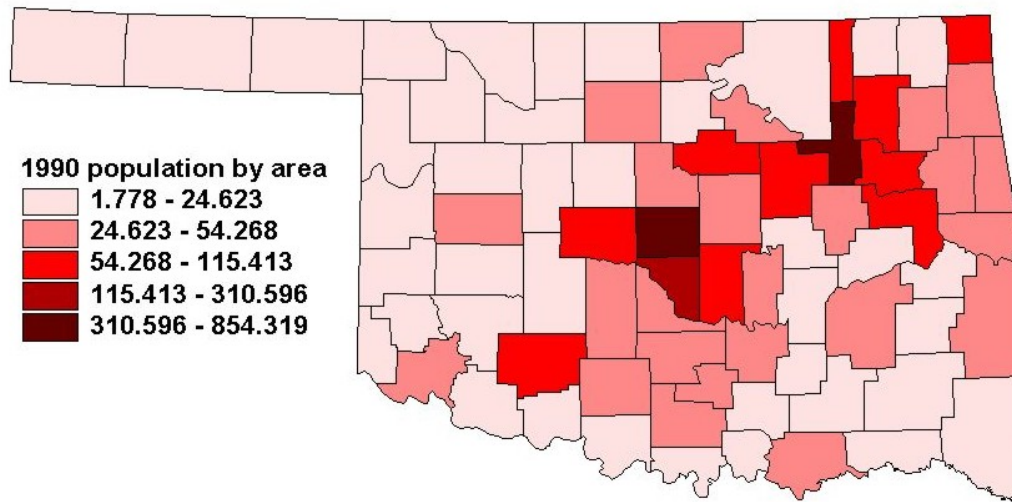 1990 population by area
1.778 - 24.623
24.623 - 54.268
54.268 - 115.413
115.413 - 310.596
310.596 - 854.319